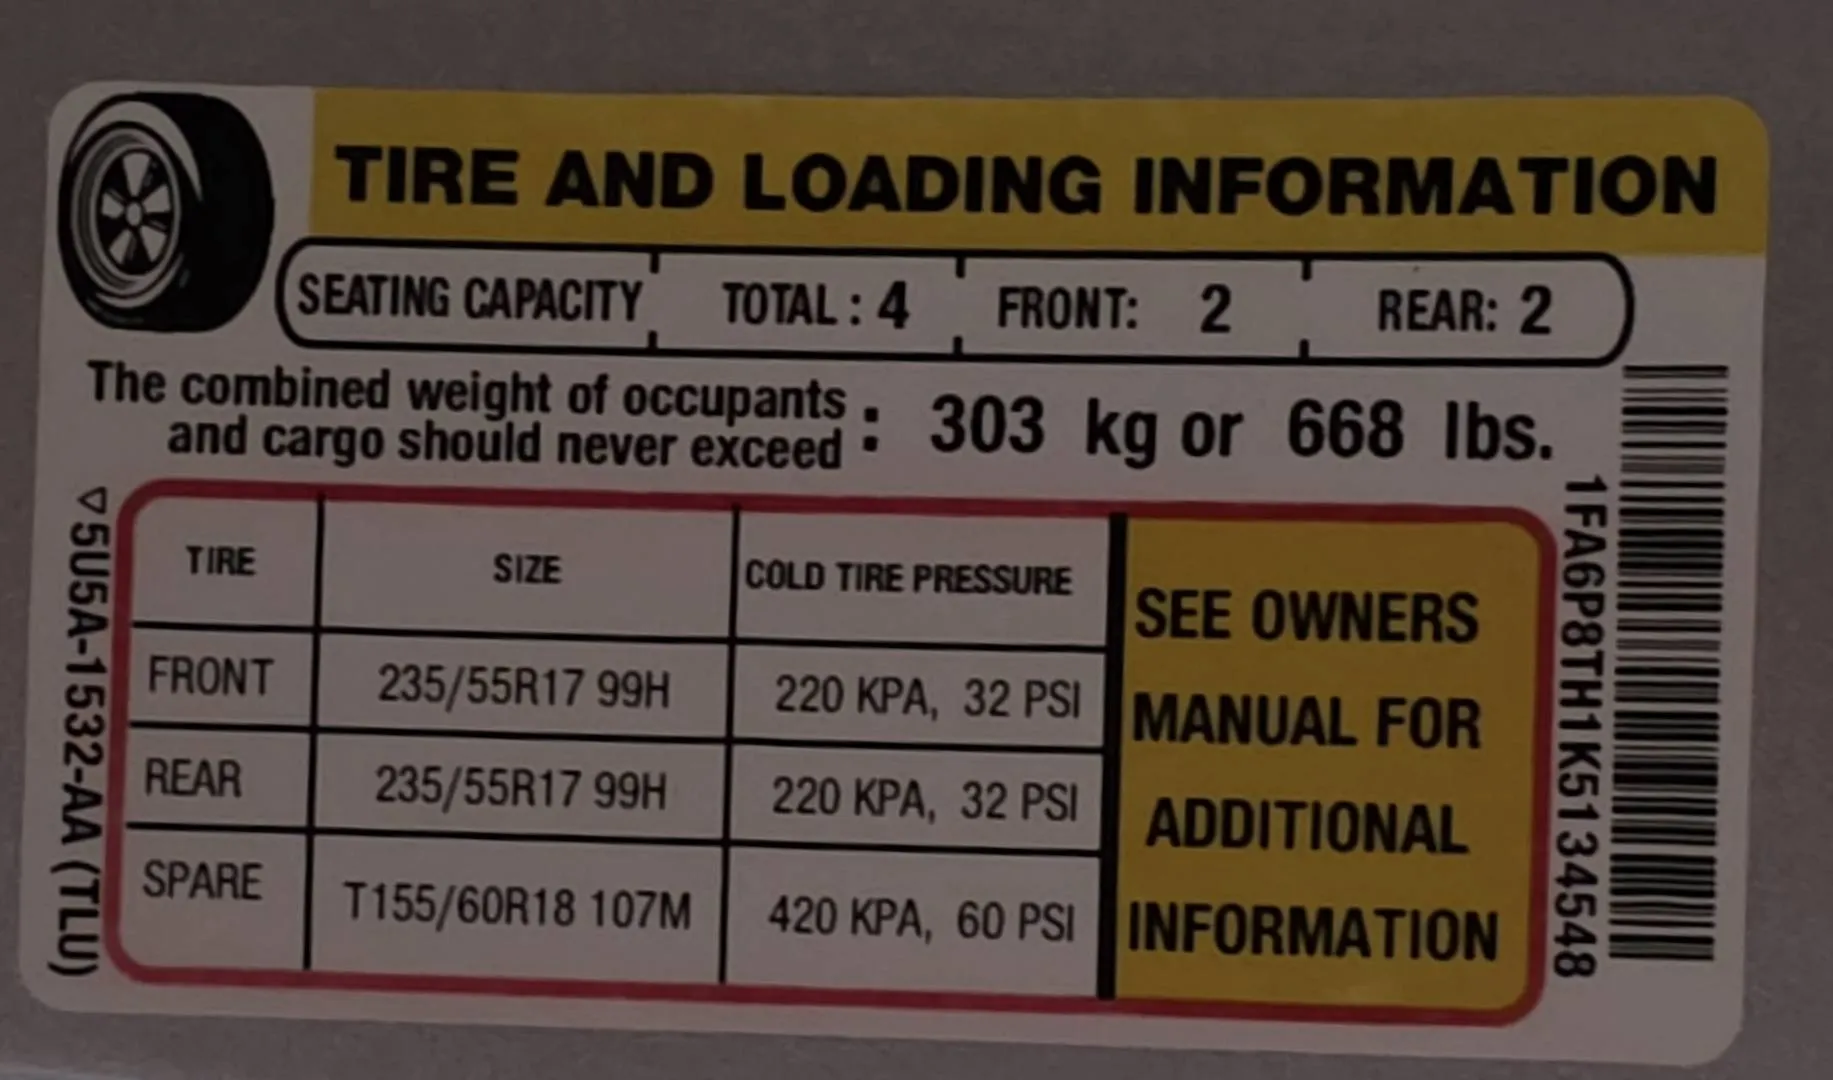 TIRE AND LOADING INFORMATION
SEATING CAPACITY TOTAL : 4 FRONT: 2 REAR: 2
The combined weight of occupants
and cargo should never exceed : 303 kg or 668 lbs.
TIRE SIZE COLD TIRE PRESSURE
FRONT 235/55R17 99H 220 KPA, 32 PSI
REAR 235/55R17 99H 220 KPA, 32 PSI
SPARE T155/60R18 107M 420 KPA, 60 PSI
SEE OWNERS
MANUAL FOR
ADDITIONAL
INFORMATION
5U5A-1532-AA (TLU)
1FA6P8TH1K5134548